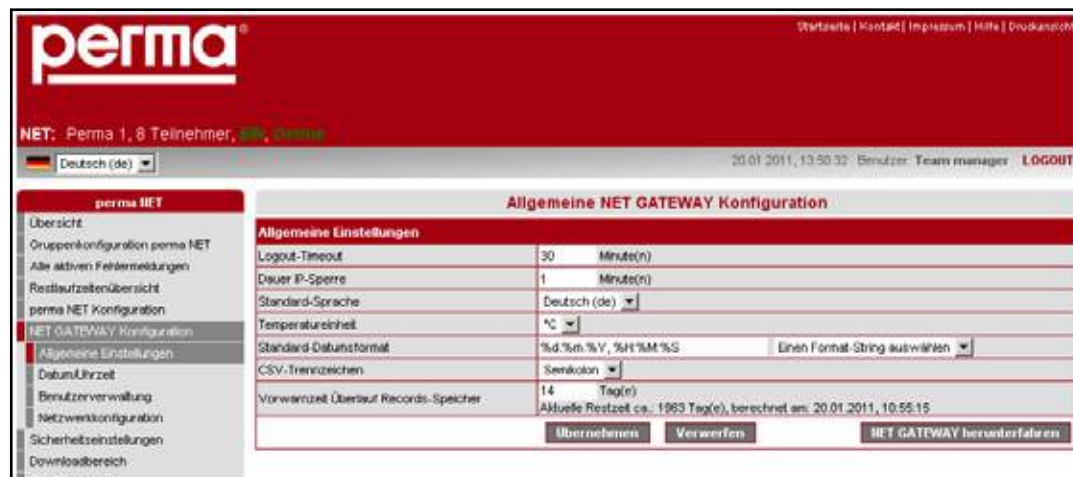 perma®
Startseite | Kontakt | Impressum | Hilfe | Druckansicht
NET: Perma 1, 8 Teilnehmer, EIN, Online
Deutsch (de)
20.01.2011, 13:50:32 Benutzer: Team manager LOGOUT
perma NET
Übersicht
Gruppenkonfiguration perma NET
Alle aktiven Fehlermeldungen
Restlaufzeitenübersicht
perma NET Konfiguration
NET GATEWAY Konfiguration
Allgemeine Einstellungen
Datum/Uhrzeit
Benutzerverwaltung
Netzwerkkonfiguration
Sicherheitseinstellungen
Downloadbereich
Allgemeine NET GATEWAY Konfiguration
Allgemeine Einstellungen
Logout-Timeout 30 Minute(n)
Dauer IP-Sperre 1 Minute(n)
Standard-Sprache Deutsch (de)
Temperatureinheit °C
Standard-Datumsformat %d.%m.%Y, %H:%M:%S Einen Format-String auswählen
CSV-Trennzeichen Semikolon
Vorwarnzeit Überlauf Records-Speicher 14 Tag(e)
Aktuelle Restzeit ca.: 1963 Tag(e), berechnet am: 20.01.2011, 10:55:15
Übernehmen Verwerfen NET GATEWAY herunterfahren